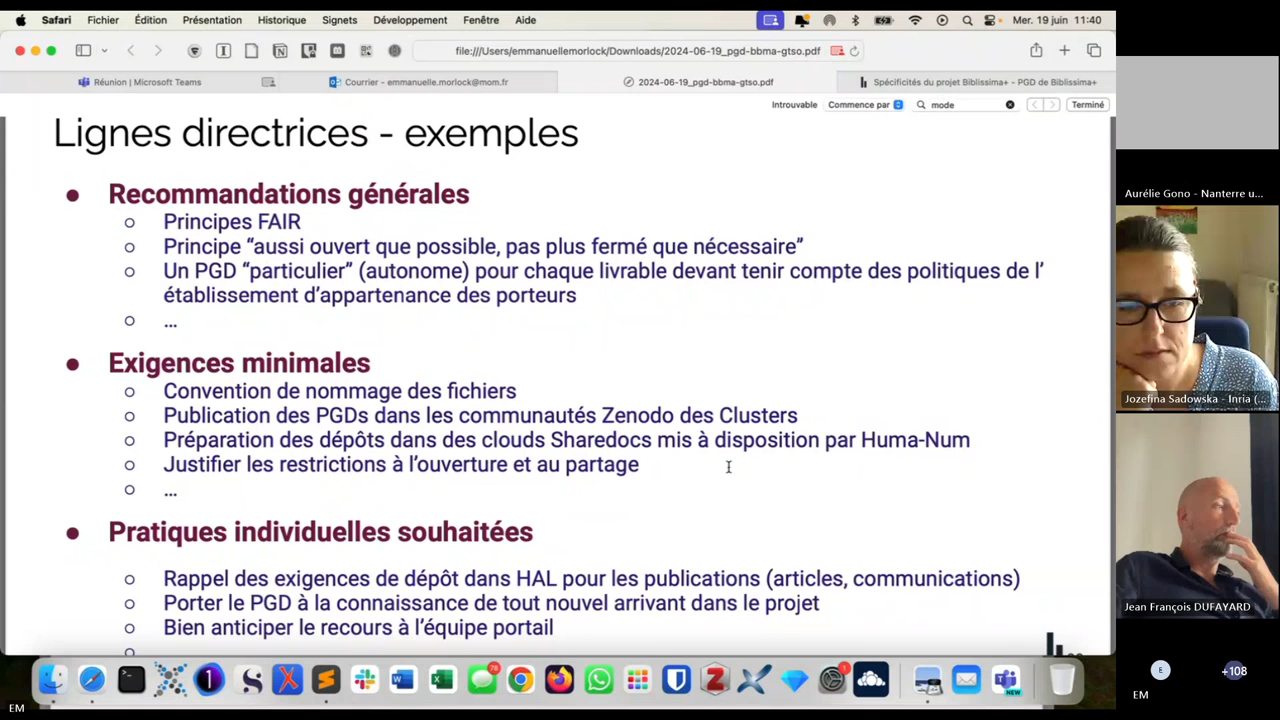 Safari Fichier Édition Présentation Historique Signets Développement Fenêtre Aide Mer. 19 juin 11:40
file:///Users/emmanuellemorlock/Downloads/2024-06-19_pgd-bbma-gtso.pdf
Réunion | Microsoft Teams Courrier - emmanuelle.morlock@mom.fr 2024-06-19_pgd-bbma-gtso.pdf Spécificités du projet Biblissima+ - PGD de Biblissima+
Introuvable Commence par mode Terminé
Lignes directrices - exemples
● Recommandations générales
○ Principes FAIR
○ Principe “aussi ouvert que possible, pas plus fermé que nécessaire”
○ Un PGD “particulier” (autonome) pour chaque livrable devant tenir compte des politiques de l’
établissement d’appartenance des porteurs
○ ...
● Exigences minimales
○ Convention de nommage des fichiers
○ Publication des PGDs dans les communautés Zenodo des Clusters
○ Préparation des dépôts dans des clouds Sharedocs mis à disposition par Huma-Num
○ Justifier les restrictions à l’ouverture et au partage
○ ...
● Pratiques individuelles souhaitées
○ Rappel des exigences de dépôt dans HAL pour les publications (articles, communications)
○ Porter le PGD à la connaissance de tout nouvel arrivant dans le projet
○ Bien anticiper le recours à l’équipe portail
78
1
NEW
EM
Aurélie Gono - Nanterre u...
Jozefina Sadowska - Inria (...
Jean François DUFAYARD
E
+108
EM